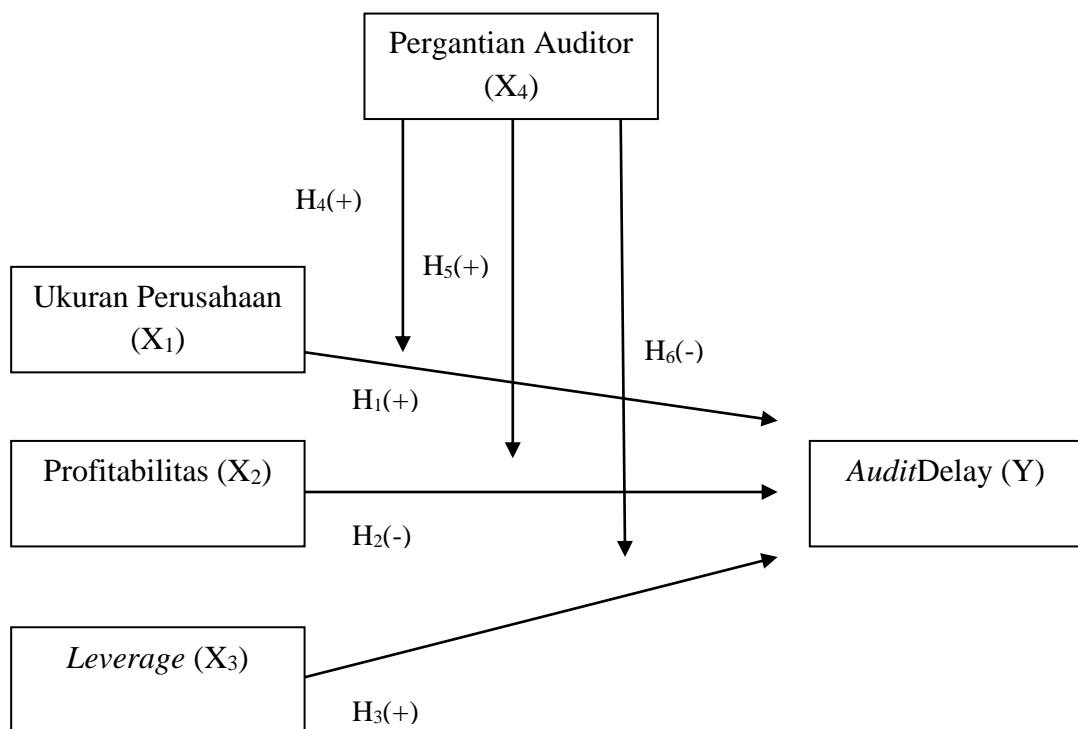 Pergantian Auditor
(X₄)
H₄(+)
H₅(+)
Ukuran Perusahaan
(X₁)
H₆(-)
H₁(+)
Profitabilitas (X₂)
AuditDelay (Y)
H₂(-)
Leverage (X₃)
H₃(+)